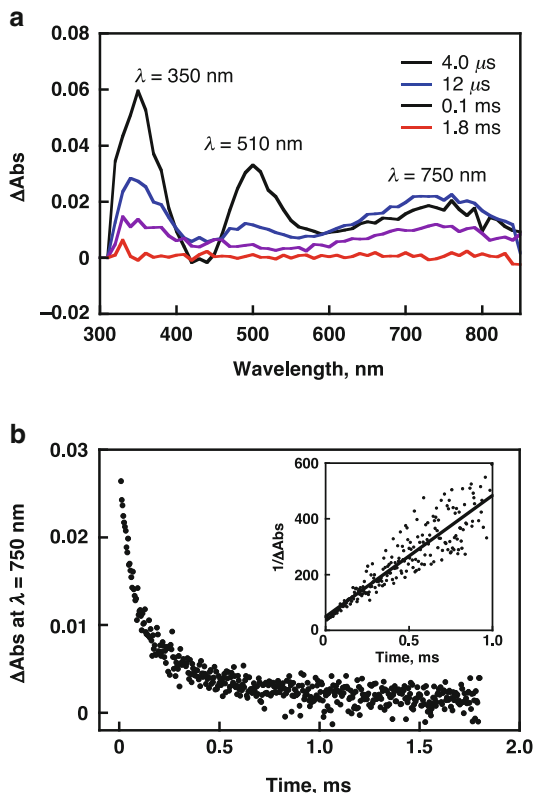 a
λ = 350 nm
λ = 510 nm
λ = 750 nm
4.0 μs
12 μs
0.1 ms
1.8 ms
ΔAbs
0.08
0.06
0.04
0.02
0
−0.02
300 400 500 600 700 800
Wavelength, nm
b
ΔAbs at λ = 750 nm
0.03
0.02
0.01
0
0 0.5 1.0 1.5 2.0
Time, ms
1/ΔAbs
600
400
200
0
0 0.5 1.0
Time, ms